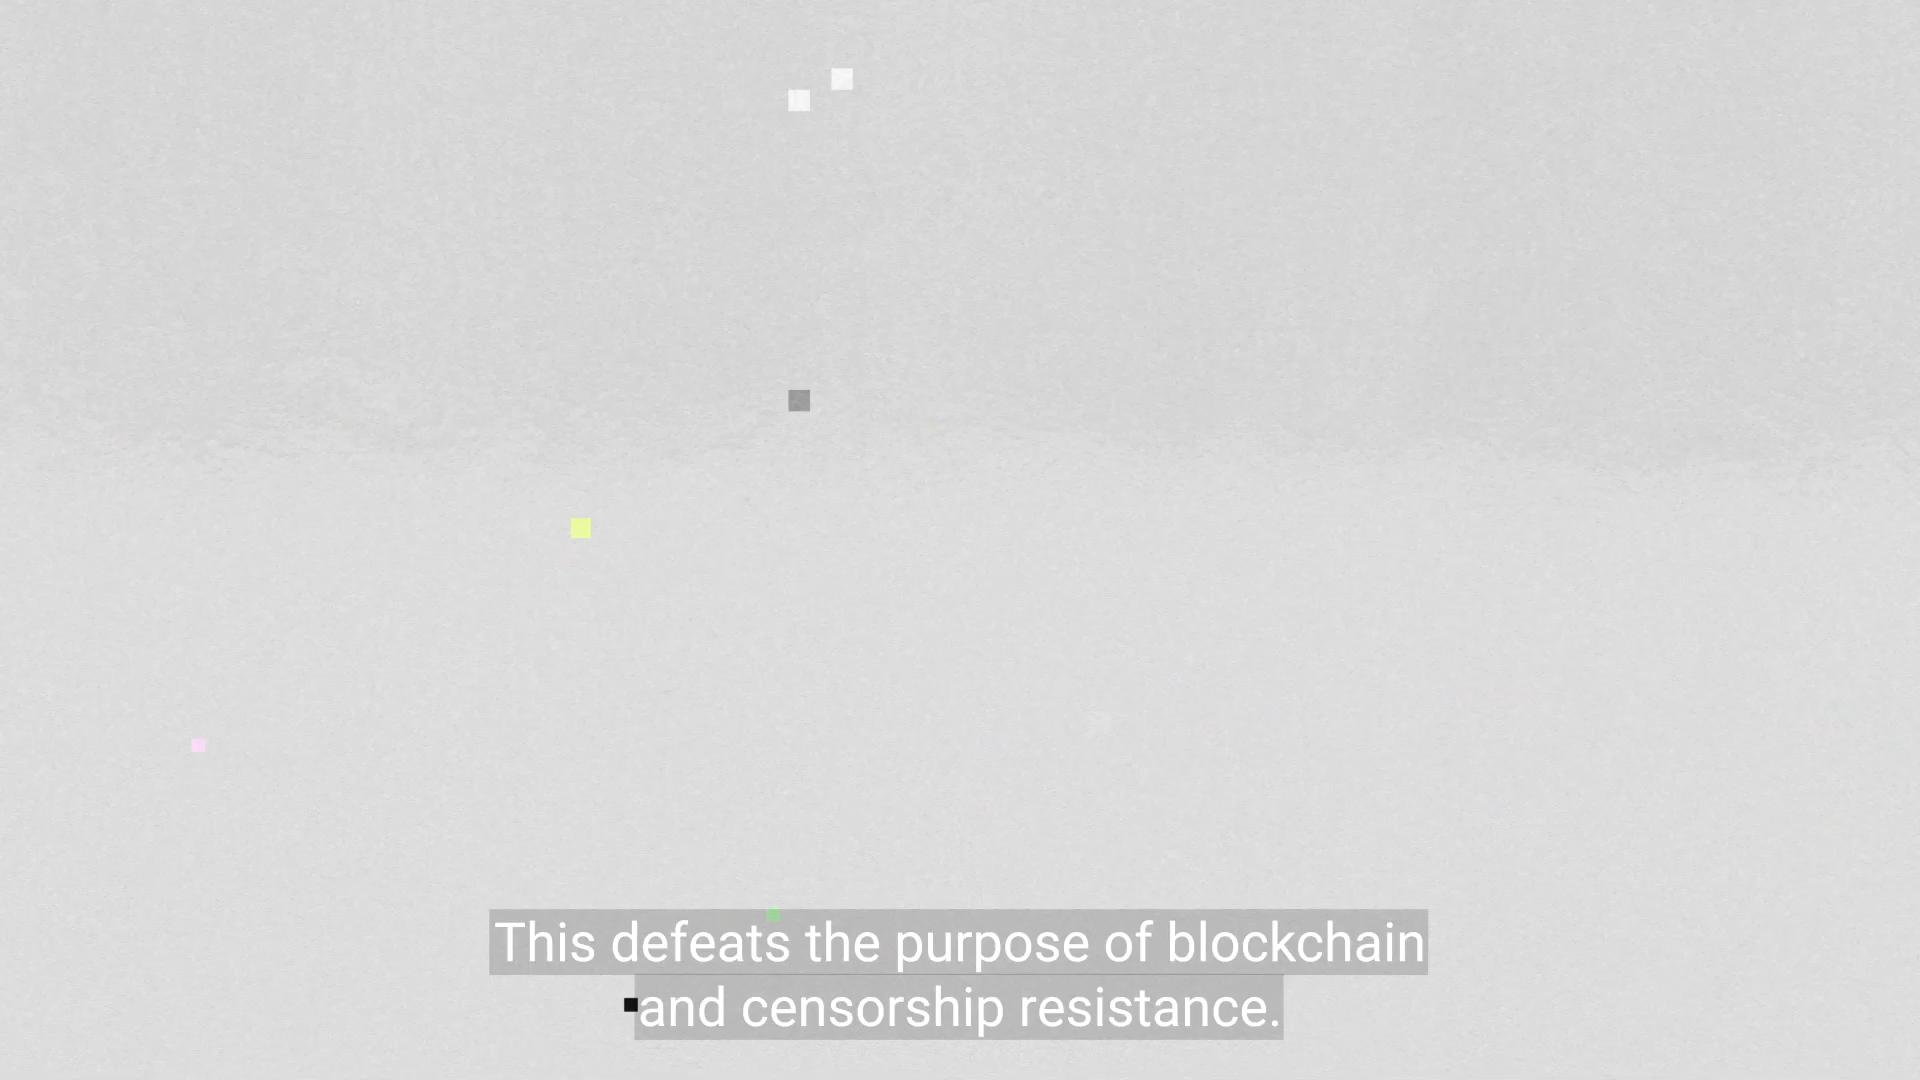 This defeats the purpose of blockchain
and censorship resistance.